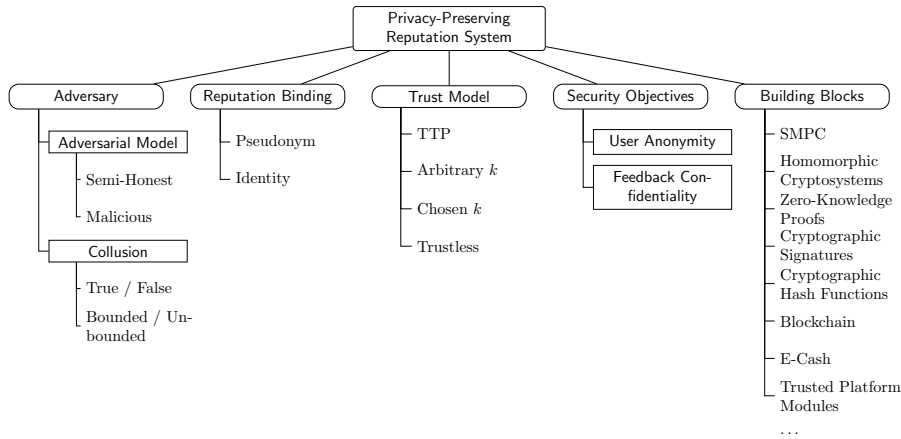 Privacy-Preserving
Reputation System
Adversary
Adversarial Model
Semi-Honest
Malicious
Collusion
True / False
Bounded / Un-
bounded
Reputation Binding
Pseudonym
Identity
Trust Model
TTP
Arbitrary k
Chosen k
Trustless
Security Objectives
User Anonymity
Feedback Con-
fidentiality
Building Blocks
SMPC
Homomorphic
Cryptosystems
Zero-Knowledge
Proofs
Cryptographic
Signatures
Cryptographic
Hash Functions
Blockchain
E-Cash
Trusted Platform
Modules
...